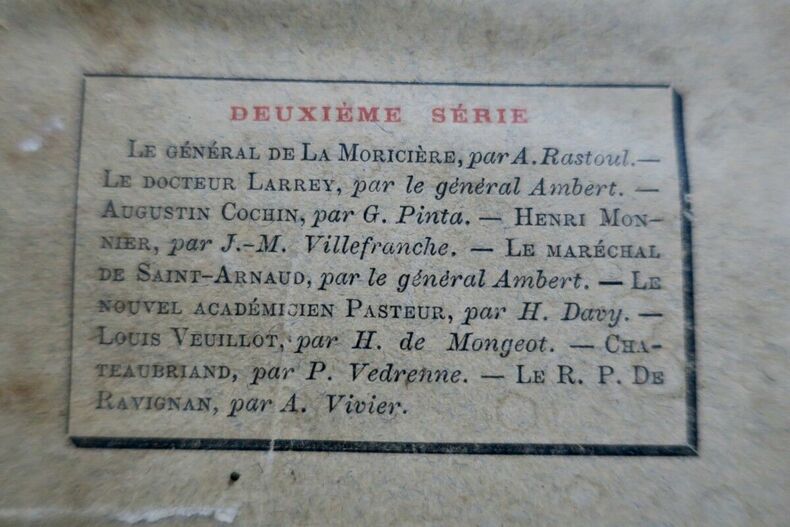 DEUXIÈME SÉRIE
LE GÉNÉRAL DE LA MORICIÈRE, par A. Rastoul. —
LE DOCTEUR LARREY, par le général Ambert. —
AUGUSTIN COCHIN, par G. Pinta. — HENRI MON-
NIER, par J.-M. Villefranche. — LE MARÉCHAL
DE SAINT-ARNAUD, par le général Ambert. — LE
NOUVEL ACADÉMICIEN PASTEUR, par H. Davy. —
LOUIS VEUILLOT, par H. de Mongeot. — CHA-
TEAUBRIAND, par P. Vedrenne. — LE R. P. DE
RAVIGNAN, par A. Vivier.